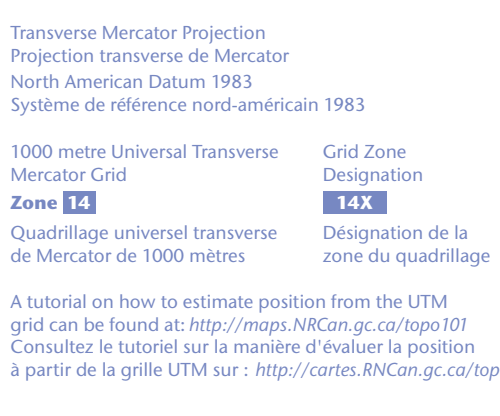 Transverse Mercator Projection
Projection transverse de Mercator
North American Datum 1983
Système de référence nord-américain 1983
1000 metre Universal Transverse
Mercator Grid
Zone 14
Quadrillage universel transverse
de Mercator de 1000 mètres
Grid Zone
Designation
14X
Désignation de la
zone du quadrillage
A tutorial on how to estimate position from the UTM
grid can be found at: http://maps.NRCan.gc.ca/topo101
Consultez le tutoriel sur la manière d'évaluer la position
à partir de la grille UTM sur : http://cartes.RNCan.gc.ca/top